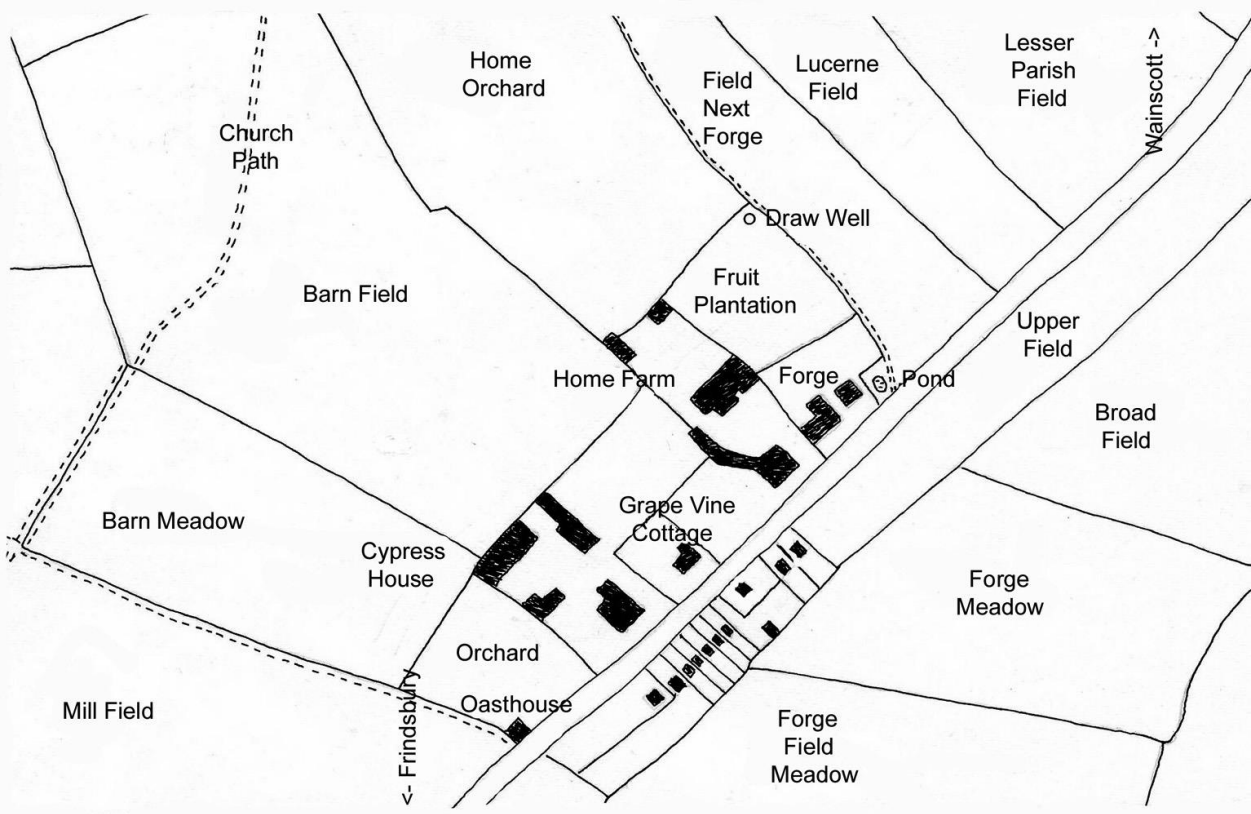 Home
Orchard
Field
Next
Forge
Lucerne
Field
Lesser
Parish
Field
Wainscott ->
Church
Path
Draw Well
Barn Field
Fruit
Plantation
Upper
Field
Home Farm
Forge
Pond
Broad
Field
Grape Vine
Cottage
Barn Meadow
Cypress
House
Forge
Meadow
Orchard
Oasthouse
Mill Field
<- Frindsbury
Forge
Field
Meadow